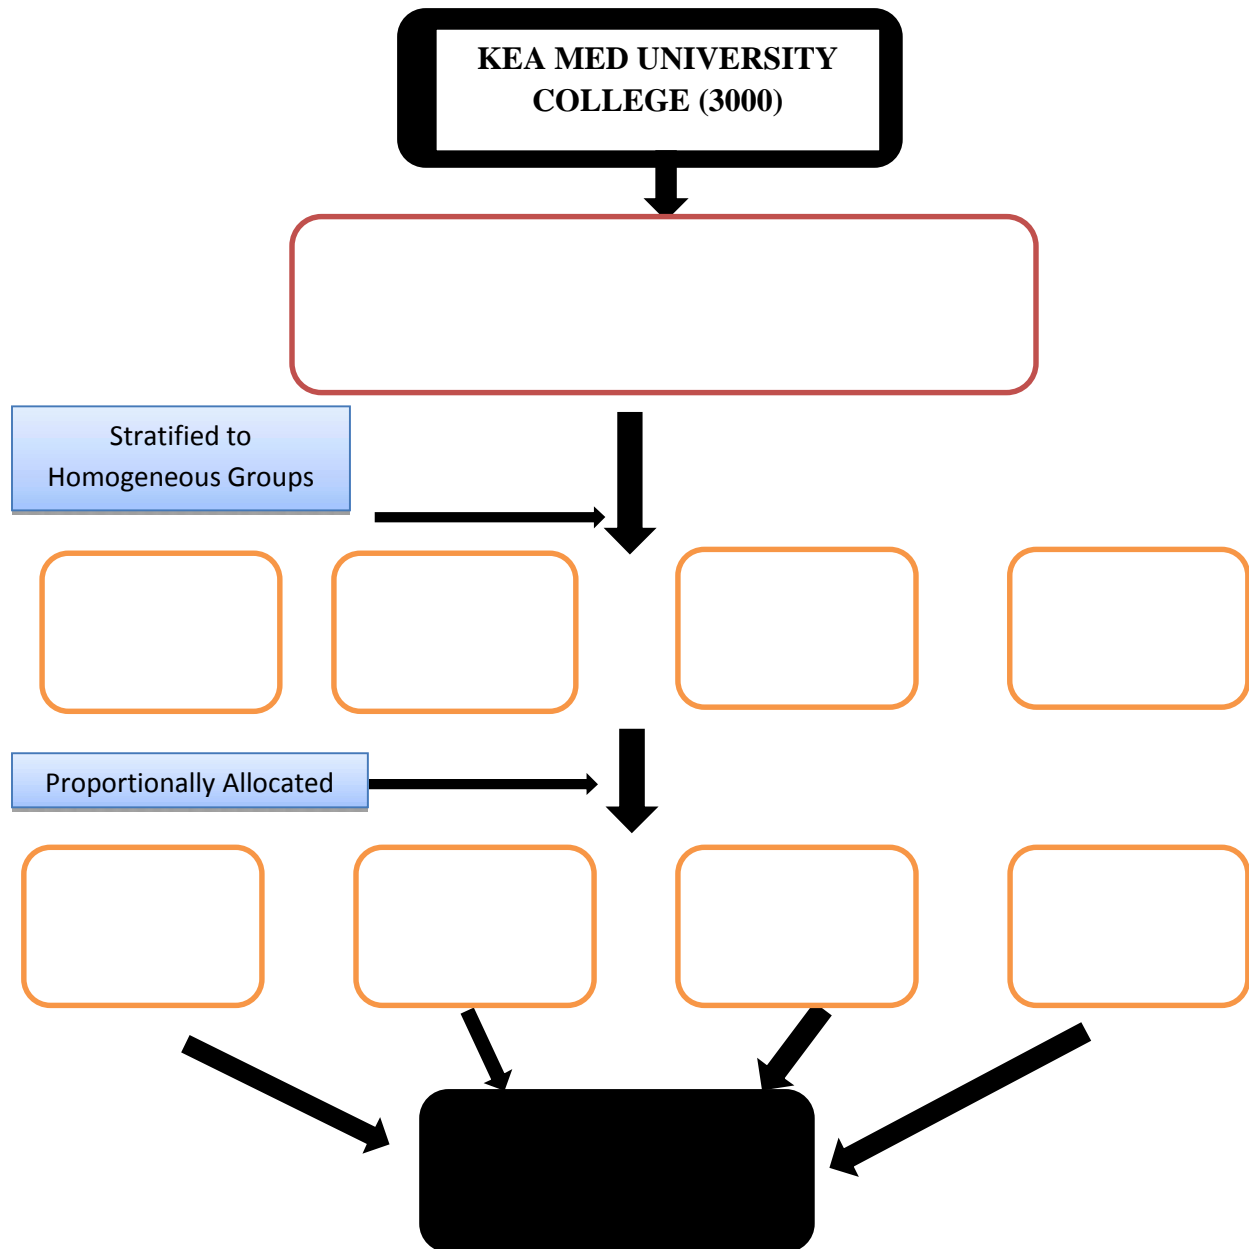 KEA MED UNIVERSITY
COLLEGE (3000)
Stratified to
Homogeneous Groups
Proportionally Allocated